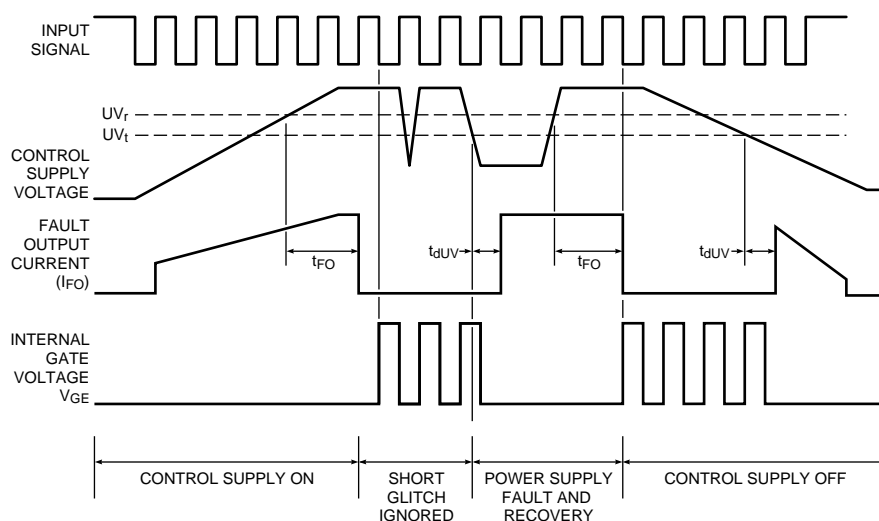 INPUT
SIGNAL
UVr
UVt
CONTROL
SUPPLY
VOLTAGE
FAULT
OUTPUT
CURRENT
(IFO)
tFO
tdUV
tFO
tdUV
INTERNAL
GATE
VOLTAGE
VGE
CONTROL SUPPLY ON
SHORT
GLITCH
IGNORED
POWER SUPPLY
FAULT AND
RECOVERY
CONTROL SUPPLY OFF